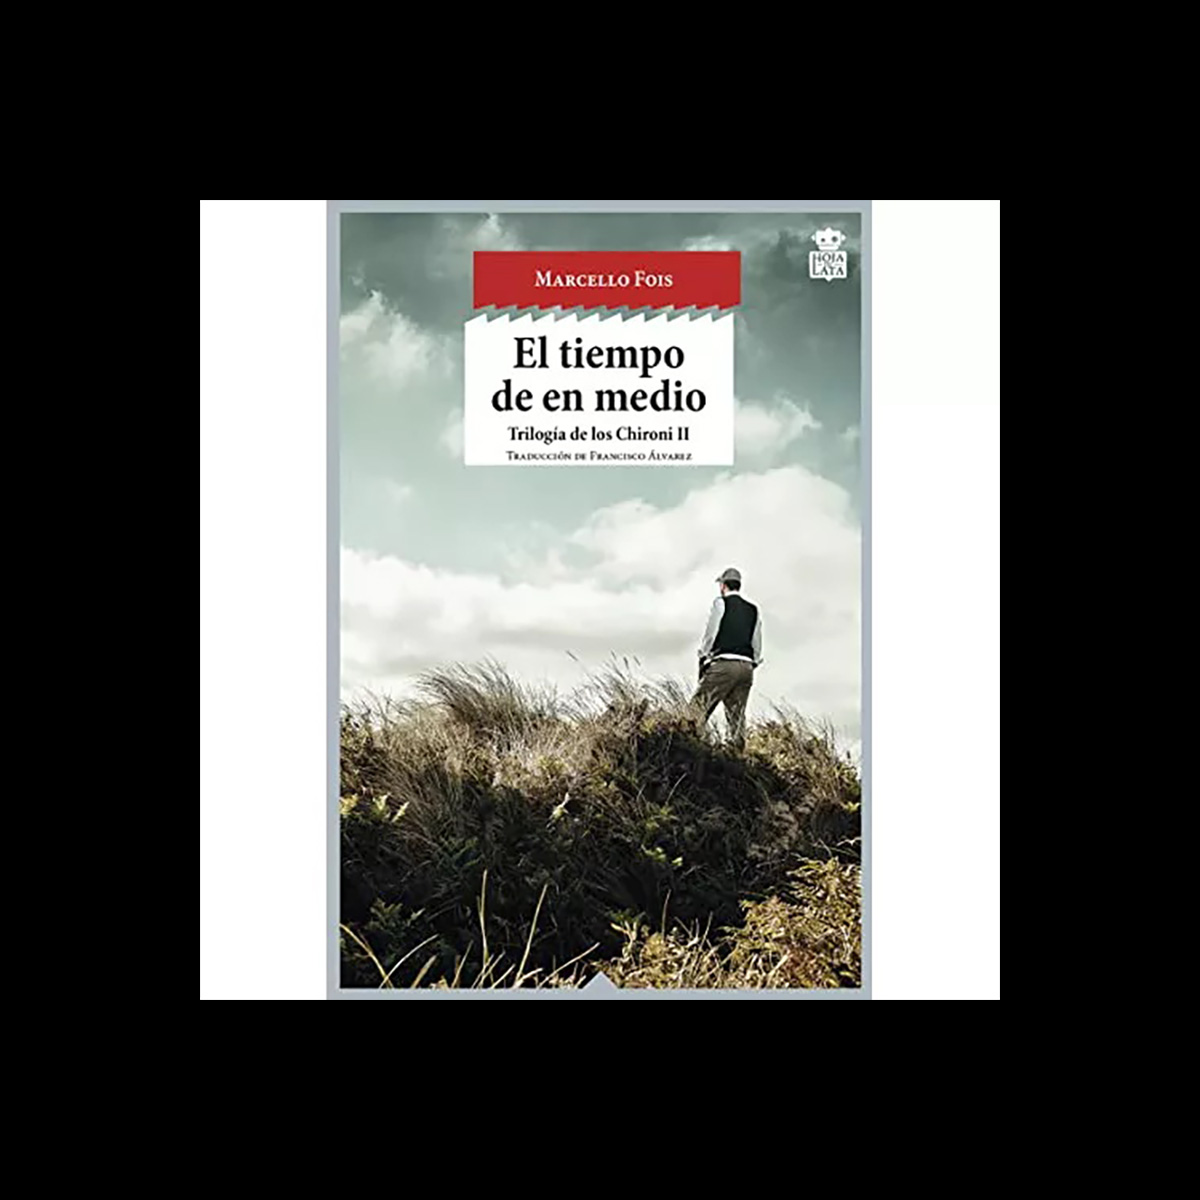 HOJA
DE
LATA
MARCELLO FOIS
El tiempo
de en medio
Trilogía de los Chironi II
TRADUCCIÓN DE FRANCISCO ÁLVAREZ